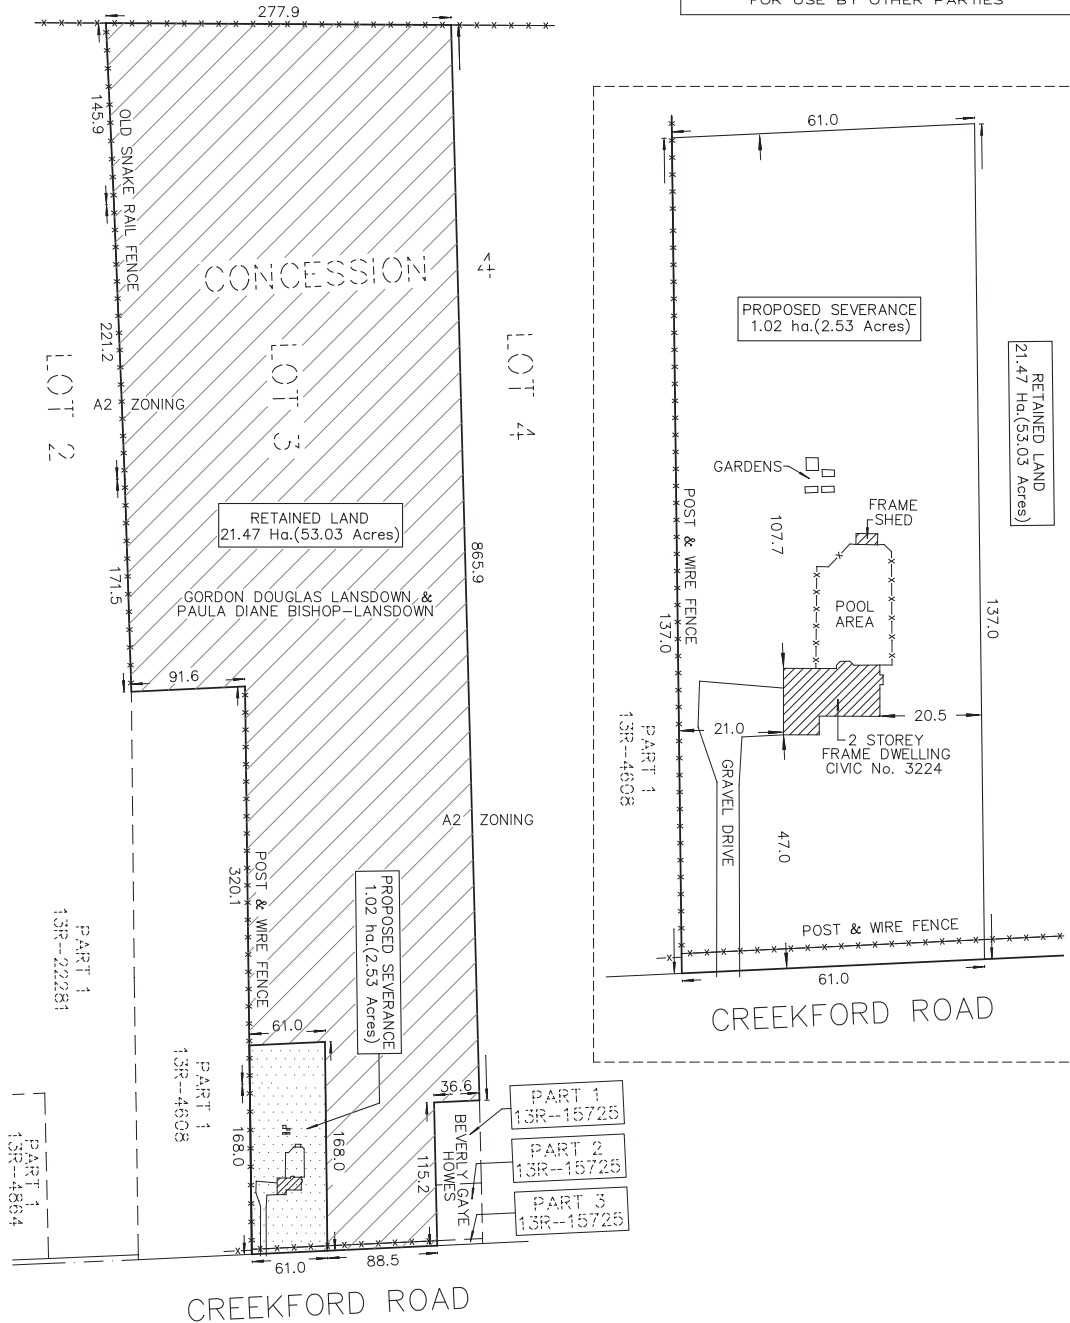 FOR USE BY OTHER PARTIES
277.9
145.9
OLD SNAKE RAIL FENCE
CONCESSION 4
221.2
LOT 2
LOT 3
LOT 4
A2 ZONING
RETAINED LAND
21.47 Ha.(53.03 Acres)
171.5
865.9
GORDON DOUGLAS LANSDOWN &
PAULA DIANE BISHOP-LANSDOWN
91.6
A2 ZONING
320.1
POST & WIRE FENCE
PROPOSED SEVERANCE
1.02 ha.(2.53 Acres)
PART 1
13R-22281
61.0
PART 1
13R-4608
168.0
168.0
36.6
115.2
BEVERLY GAYE
HOWES
PART 1
13R-15725
PART 2
13R-15725
PART 3
13R-15725
PART 1
13R-4864
61.0
88.5
CREEKFORD ROAD
61.0
PROPOSED SEVERANCE
1.02 ha.(2.53 Acres)
RETAINED LAND
21.47 Ha.(53.03 Acres)
GARDENS
FRAME
SHED
107.7
POST & WIRE FENCE
137.0
POOL
AREA
137.0
21.0
20.5
2 STOREY
FRAME DWELLING
CIVIC No. 3224
PART 1
13R-4608
GRAVEL DRIVE
47.0
POST & WIRE FENCE
61.0
CREEKFORD ROAD